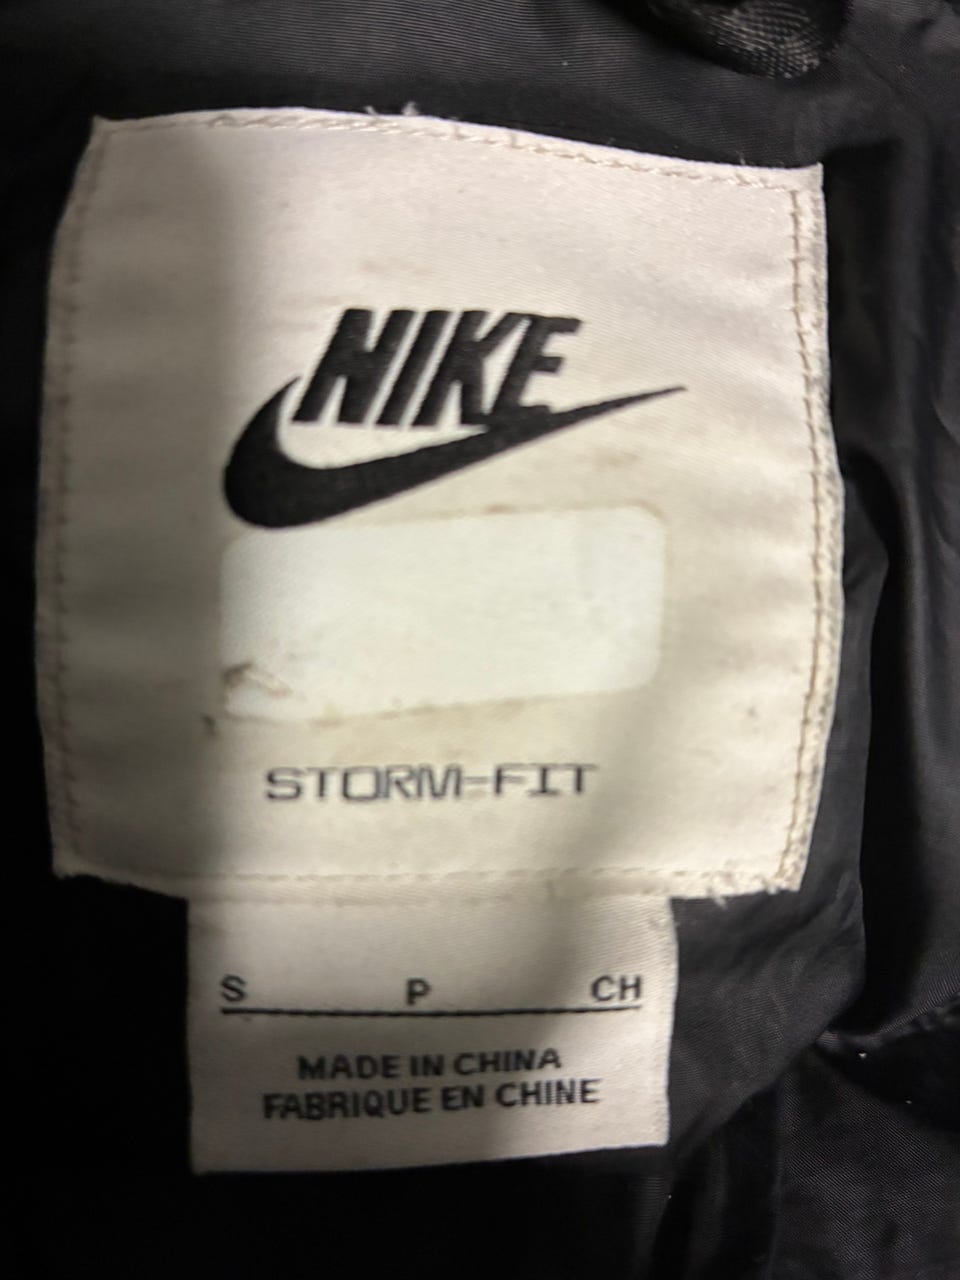 NIKE
STORM-FIT
S P CH
MADE IN CHINA
FABRIQUE EN CHINE